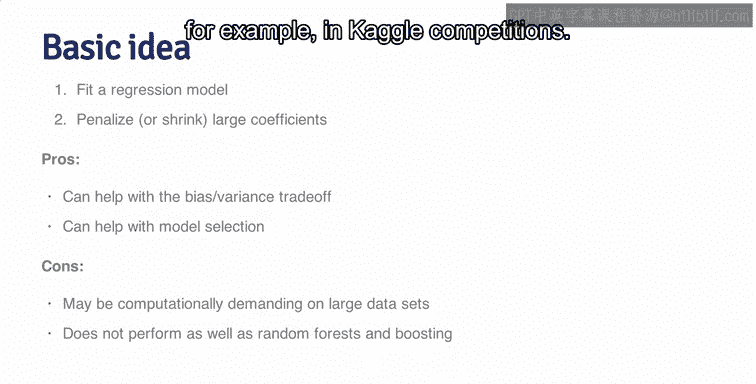 for example, in Kaggle competitions.
Basic idea
1. Fit a regression model
2. Penalize (or shrink) large coefficients
Pros:
· Can help with the bias/variance tradeoff
· Can help with model selection
Cons:
· May be computationally demanding on large data sets
· Does not perform as well as random forests and boosting